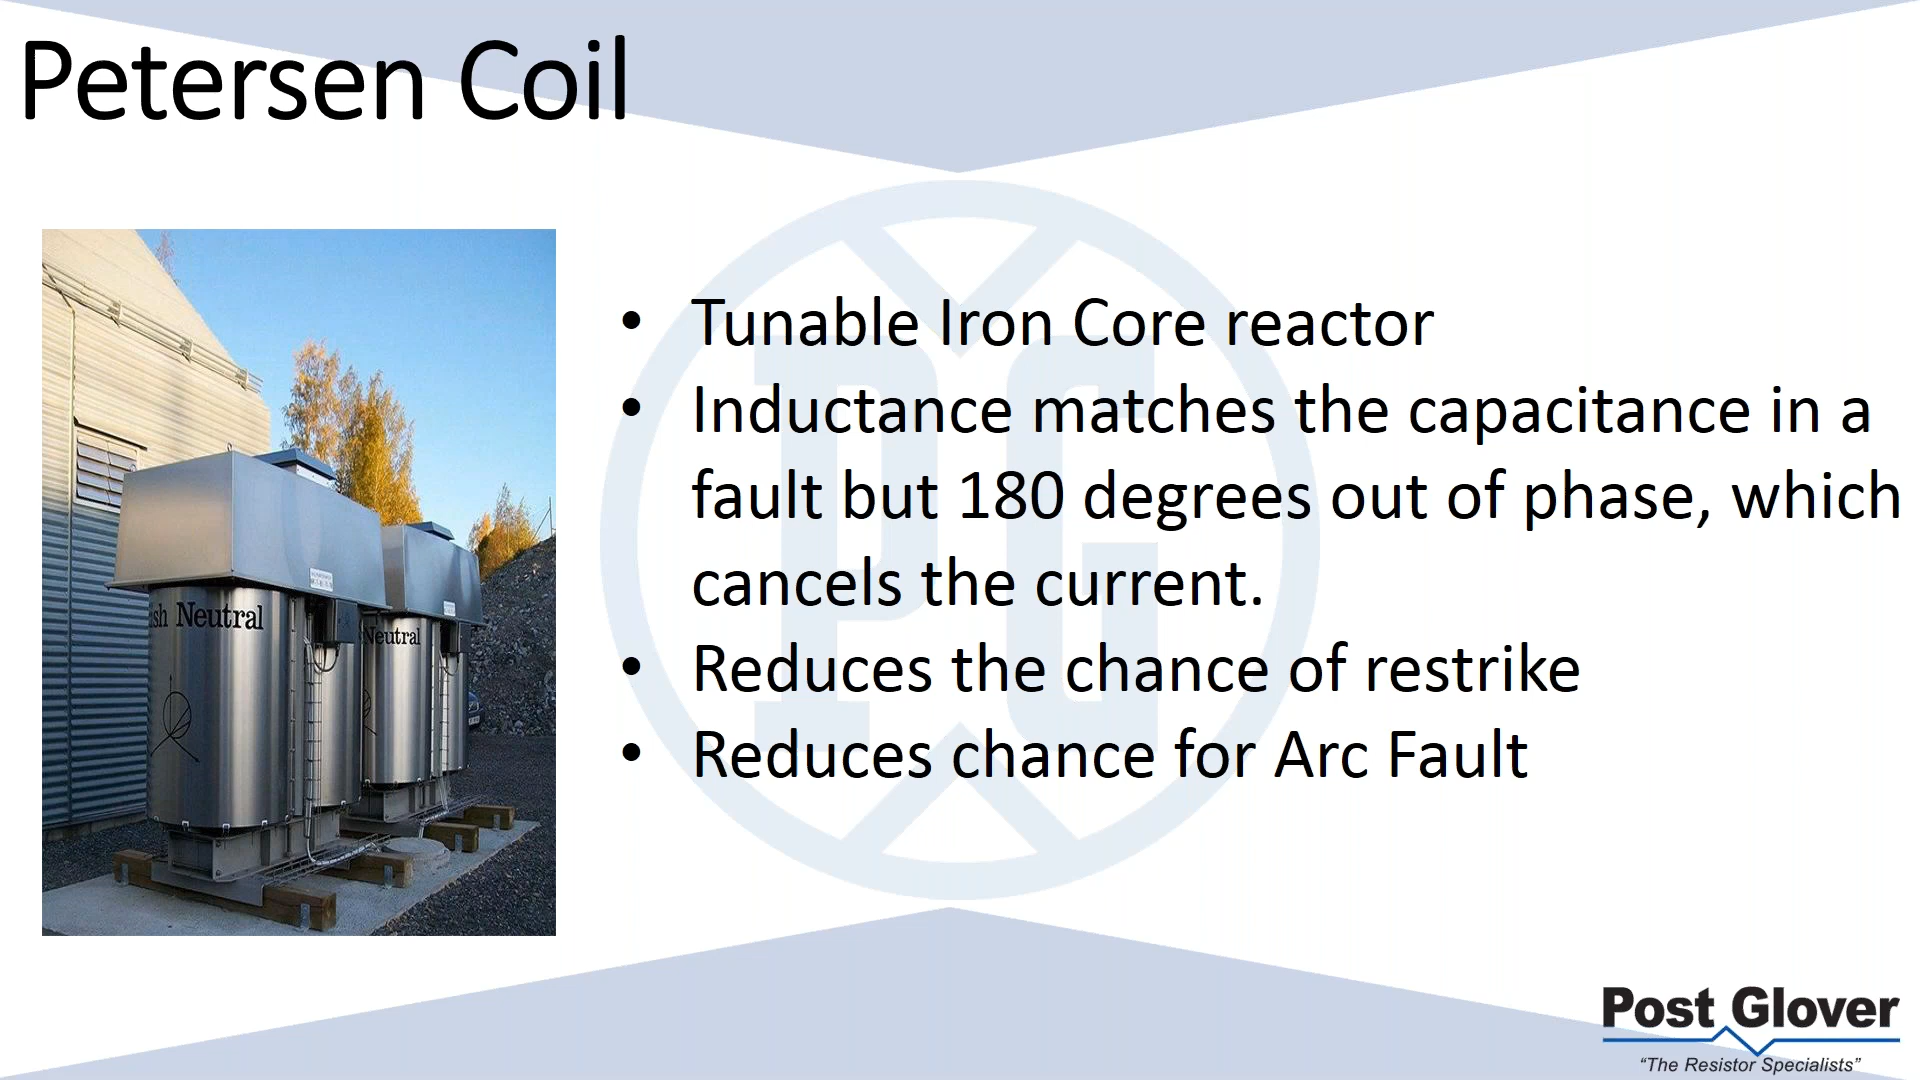 Petersen Coil
• Tunable Iron Core reactor
• Inductance matches the capacitance in a
fault but 180 degrees out of phase, which
cancels the current.
• Reduces the chance of restrike
• Reduces chance for Arc Fault
Neutral
Neutral
PG
Post Glover
“The Resistor Specialists”